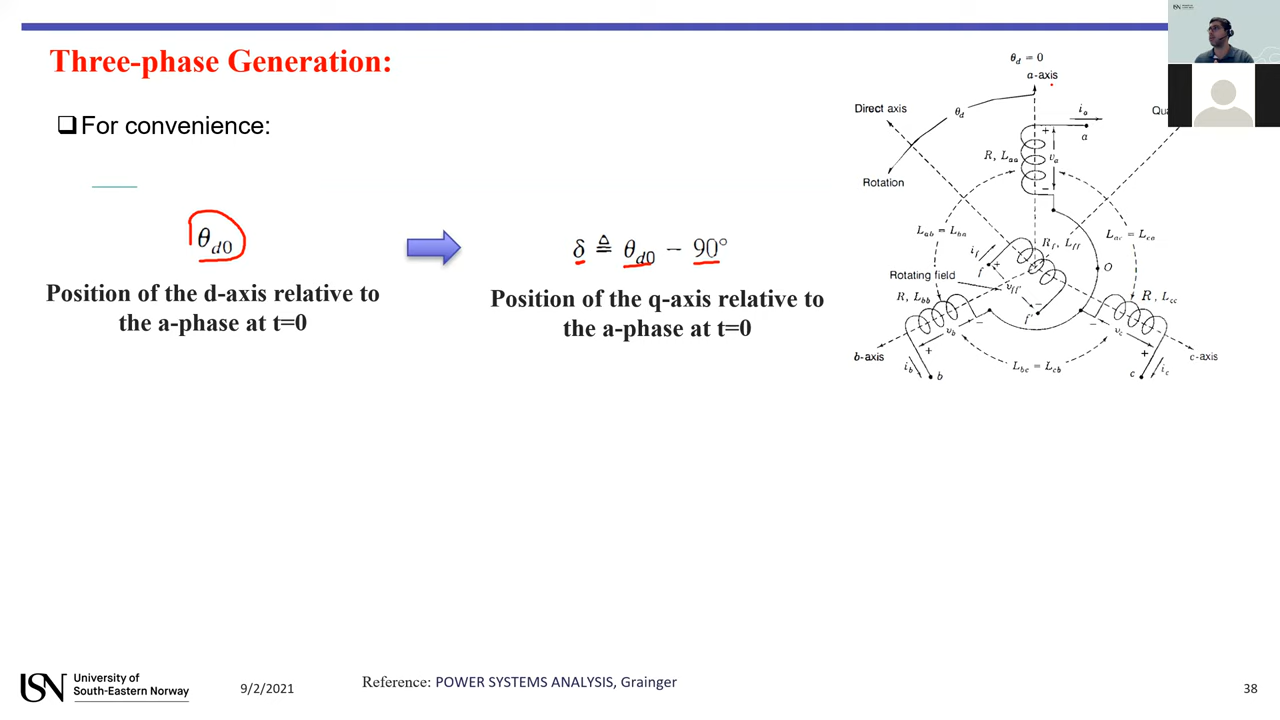 Three-phase Generation:
❑ For convenience:
θd0
Position of the d-axis relative to
the a-phase at t=0
δ ≜ θd0 − 90°
Position of the q-axis relative to
the a-phase at t=0
θd = 0
a-axis
Direct axis
θd
ia
Qua
a
R, Laa
+
va
−
Rotation
Lab = Lba
Lac = Lca
Rf, Lff
if
+
f
O
Rotating field
vff'
−
f'
R, Lbb
R, Lcc
vb
−
+
−
vc
+
b-axis
c-axis
ib
b
Lbc = Lcb
c
ic
USN
University of
South-Eastern Norway
9/2/2021
Reference: POWER SYSTEMS ANALYSIS, Grainger
38